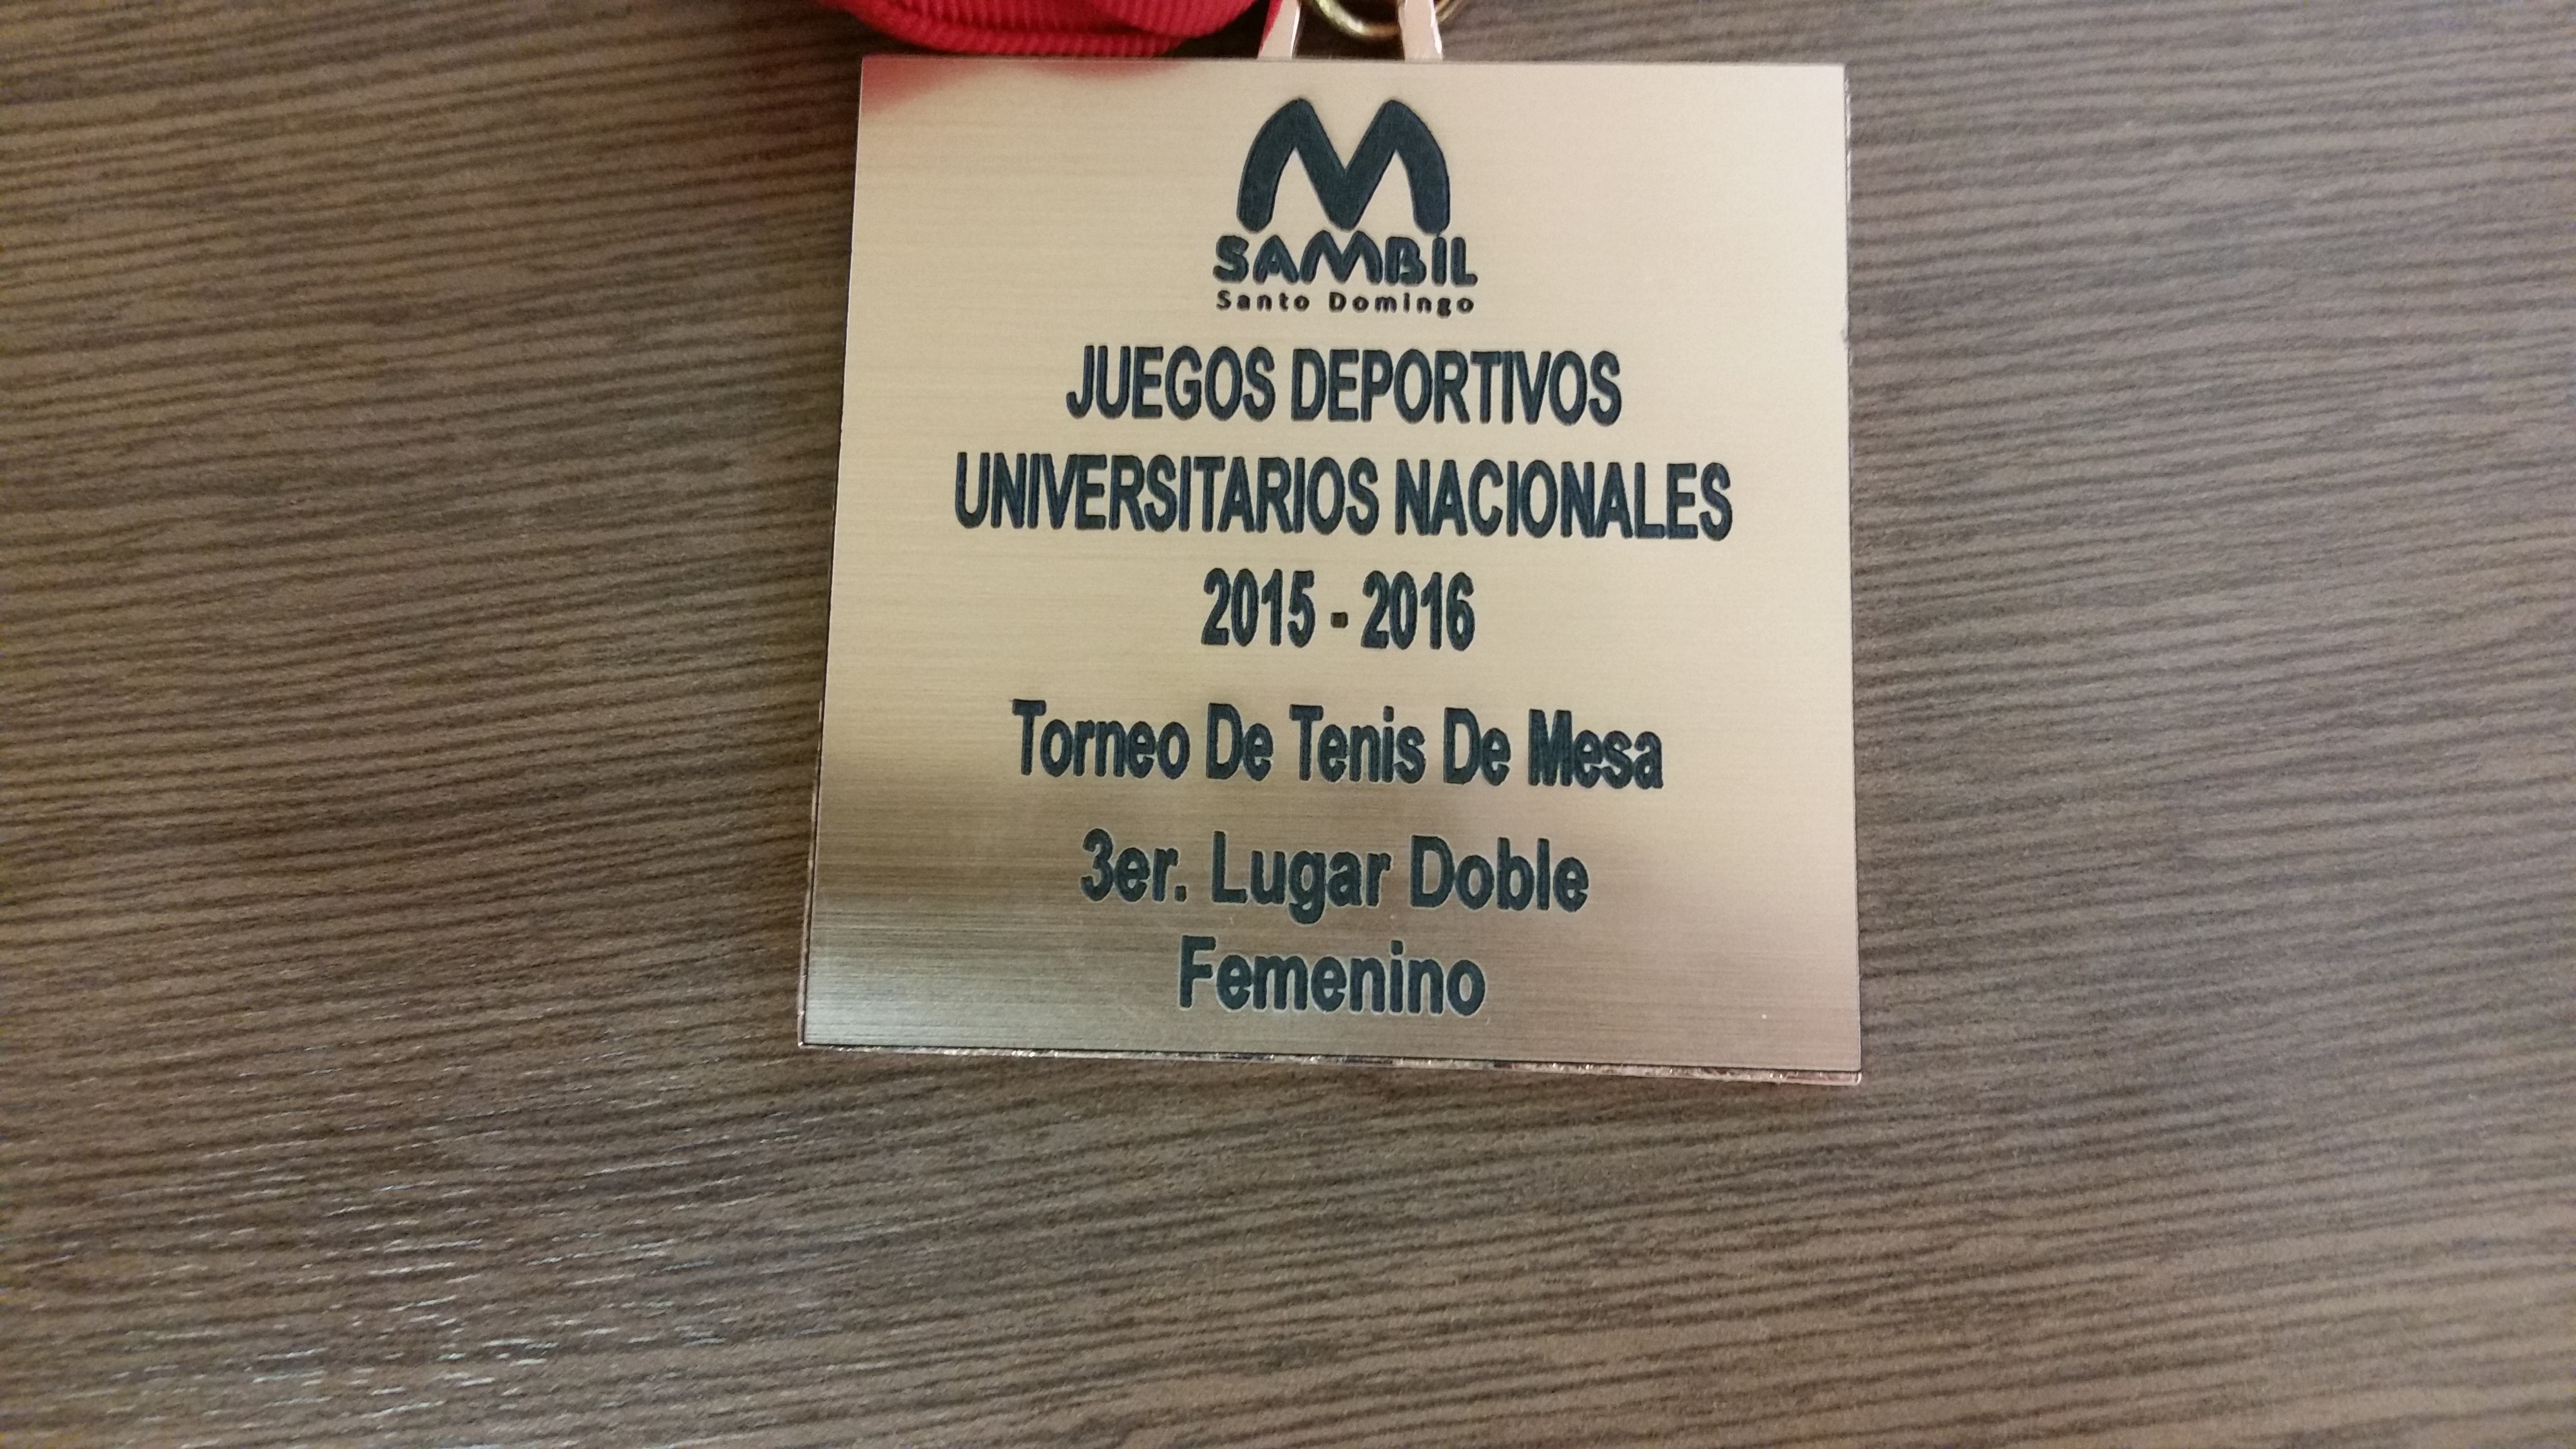 SAMBIL
Santo Domingo
JUEGOS DEPORTIVOS
UNIVERSITARIOS NACIONALES
2015 - 2016
Torneo De Tenis De Mesa
3er. Lugar Doble
Femenino